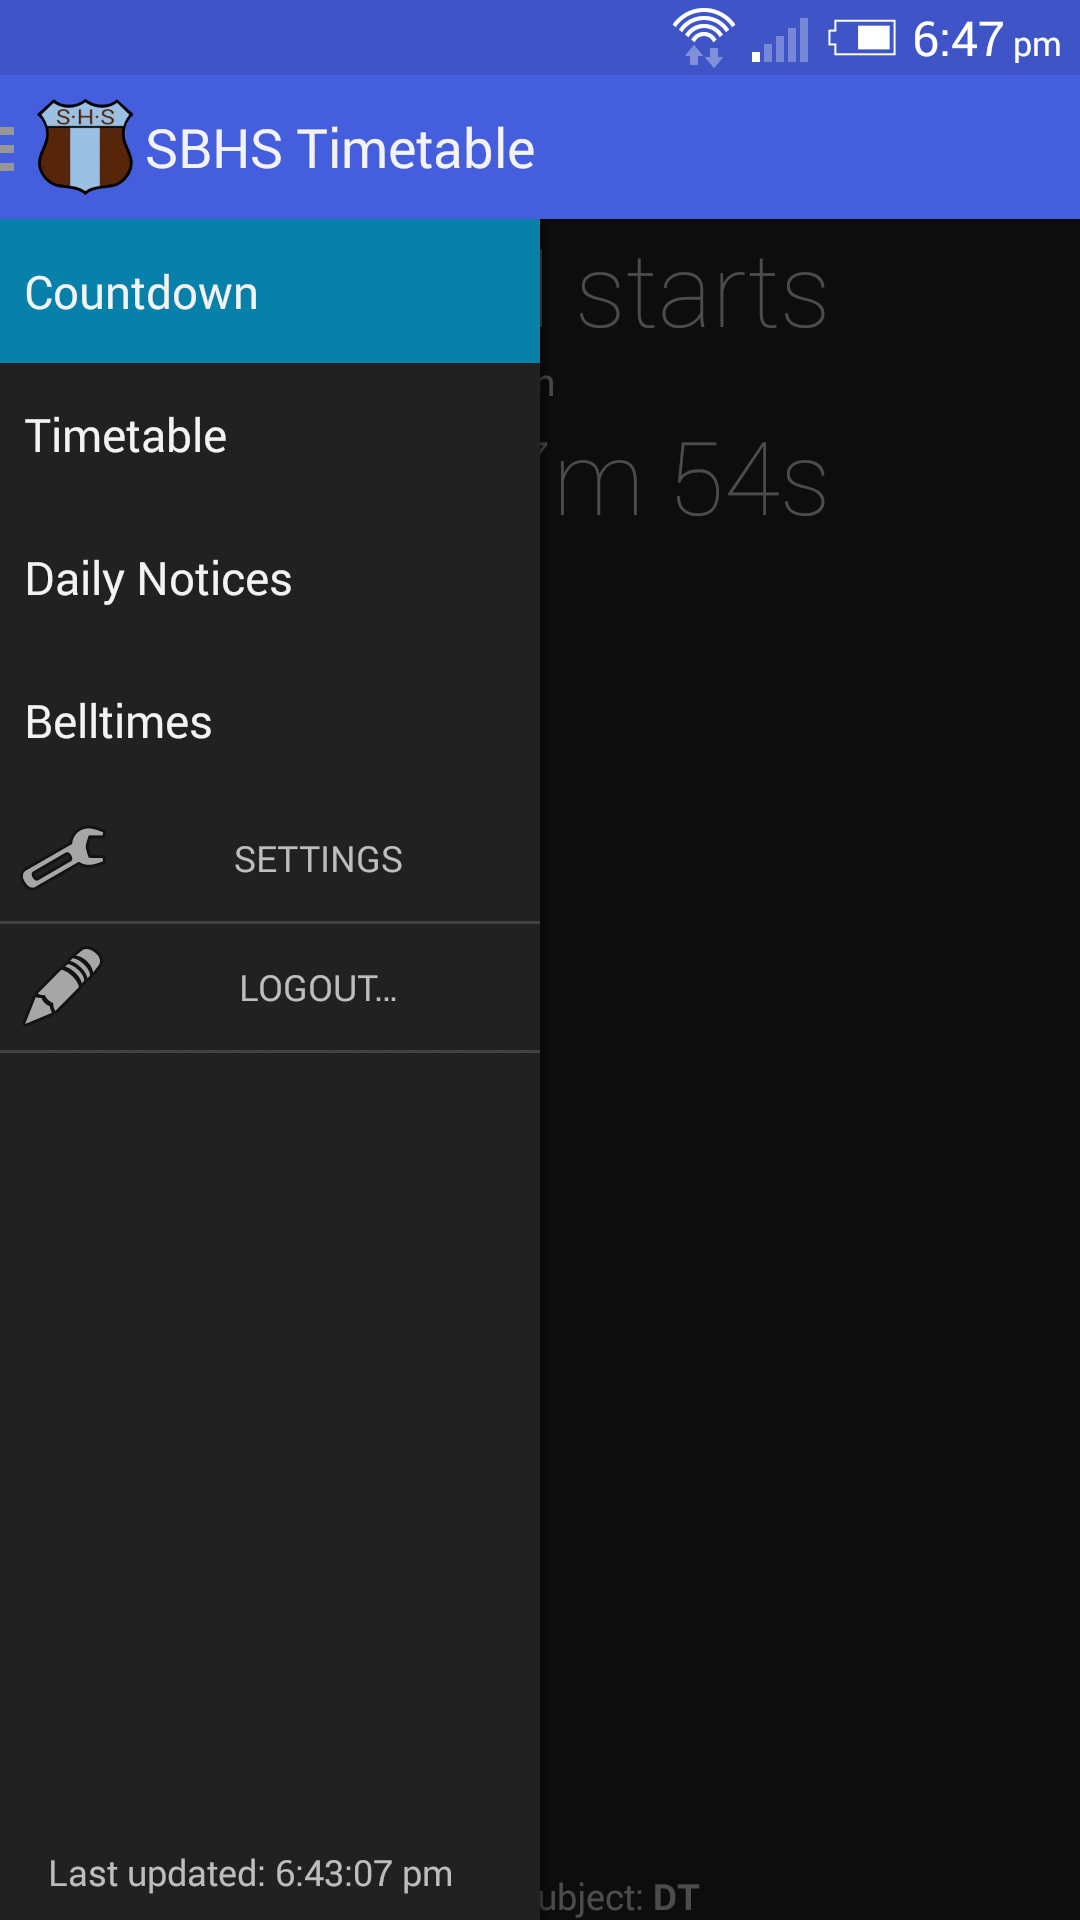 6:47 pm
S·H·S
SBHS Timetable
Countdown
starts
Timetable
m 54s
Daily Notices
Belltimes
SETTINGS
LOGOUT...
Last updated: 6:43:07 pm
ubject: DT